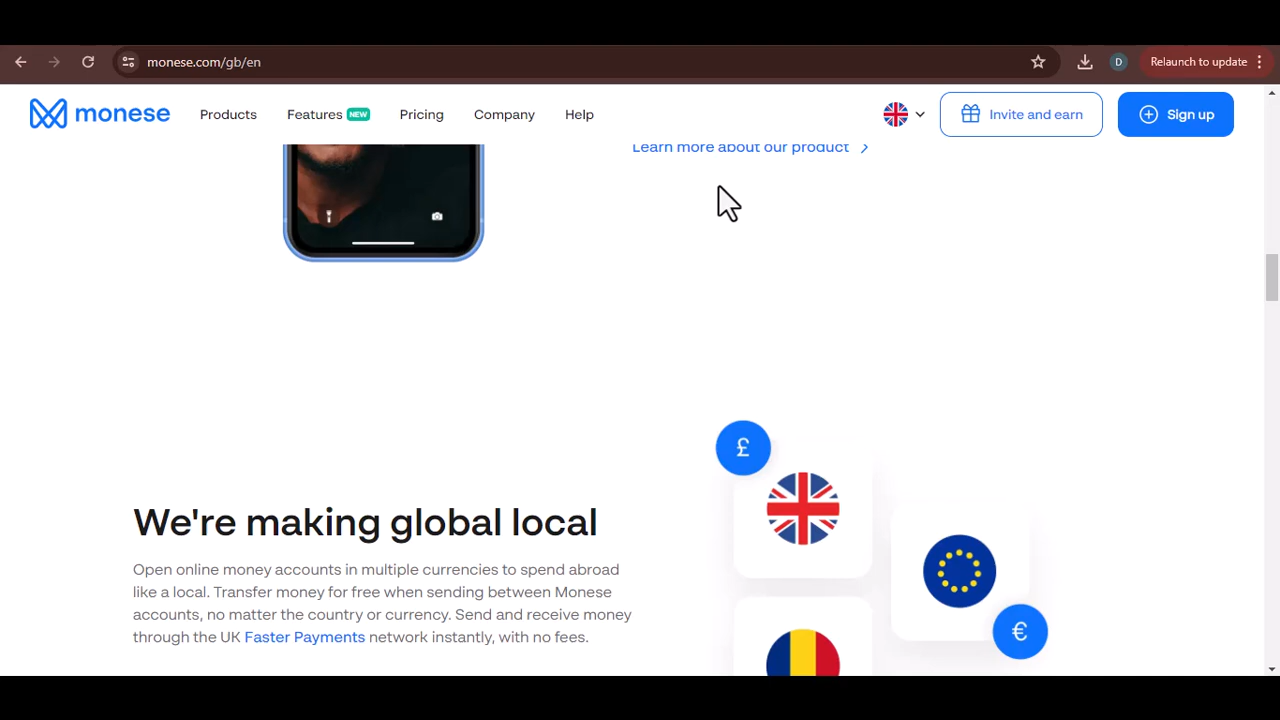 monese.com/gb/en
D
Relaunch to update
monese
Products
Features NEW
Pricing
Company
Help
Invite and earn
Sign up
Learn more about our product
£
We're making global local
Open online money accounts in multiple currencies to spend abroad
like a local. Transfer money for free when sending between Monese
accounts, no matter the country or currency. Send and receive money
through the UK Faster Payments network instantly, with no fees.
€